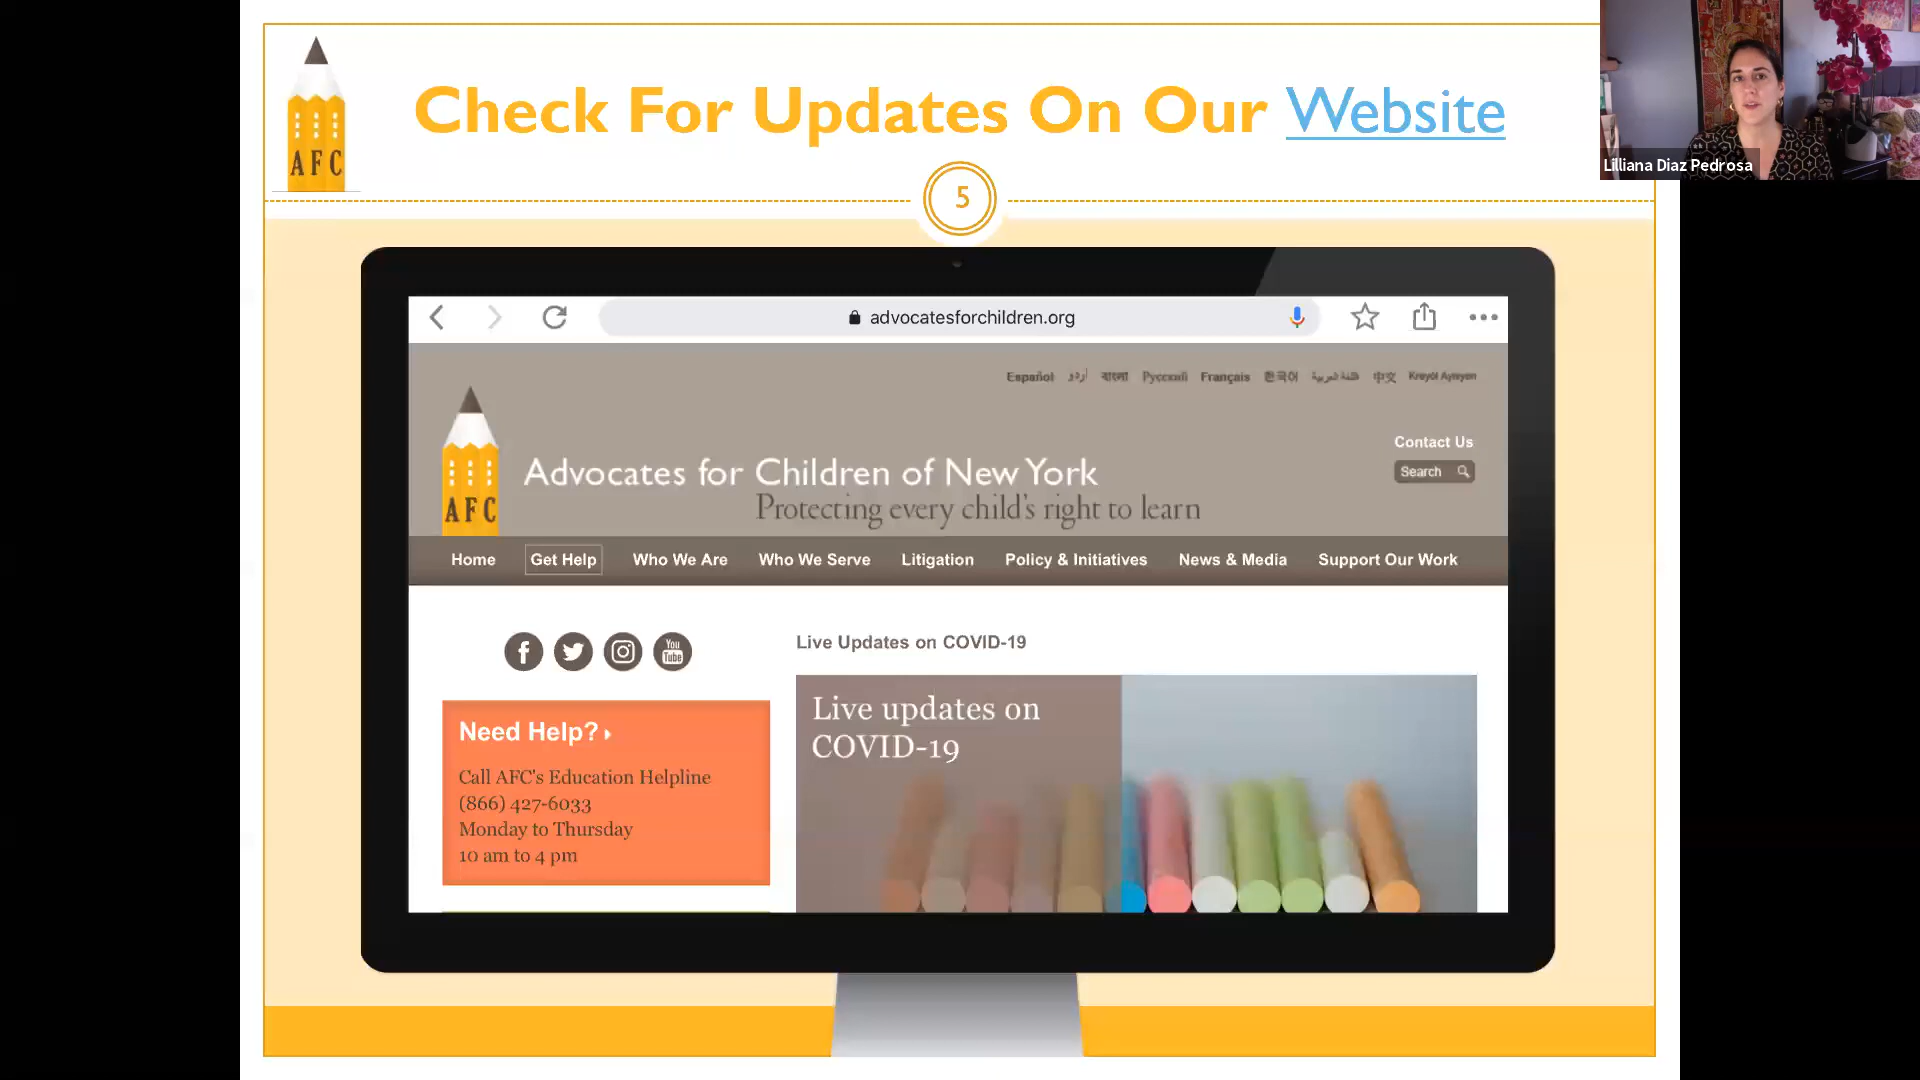 Check For Updates On Our Website
AFC
Lilliana Diaz Pedrosa
5
advocatesforchildren.org
Español اردو বাংলা Русский Français 한국어 中文 Kreyòl Ayisyen
Contact Us
Search
Advocates for Children of New York
Protecting every child's right to learn
AFC
Home Get Help Who We Are Who We Serve Litigation Policy & Initiatives News & Media Support Our Work
You
Tube
Live Updates on COVID-19
Need Help?
Call AFC's Education Helpline
(866) 427-6033
Monday to Thursday
10 am to 4 pm
Live updates on
COVID-19